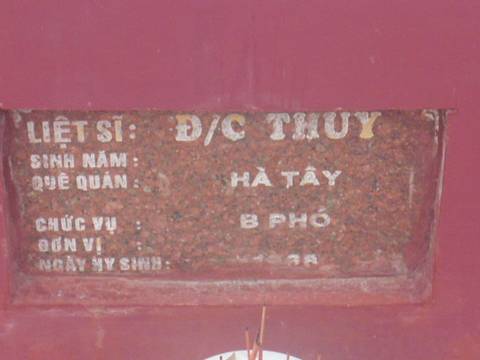 LIỆT SĨ: Đ/C THUY
SINH NĂM:
QUÊ QUÁN: HÀ TÂY
CHỨC VỤ : B PHÓ
ĐƠN VỊ :
NGÀY HY SINH: